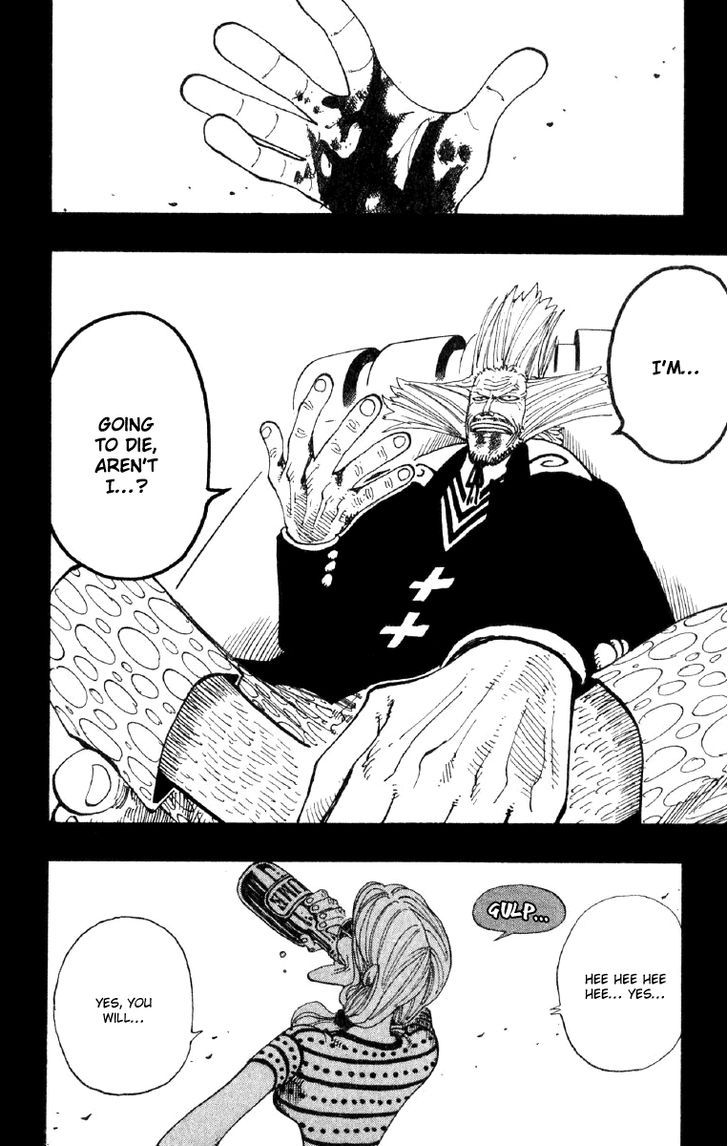 I'M...
GOING
TO DIE,
AREN'T
I...?
GULP...
HEE HEE HEE
HEE... YES...
YES, YOU
WILL...